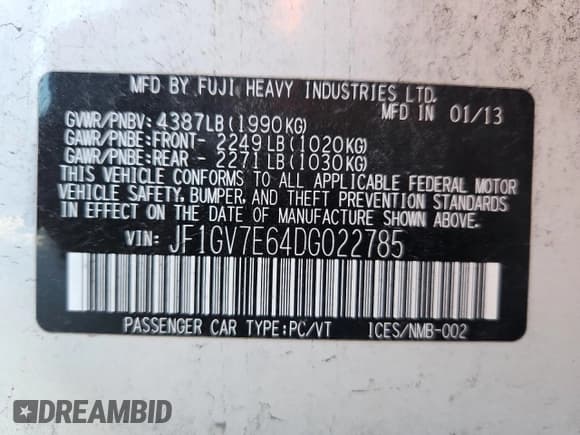 MFD BY FUJI HEAVY INDUSTRIES LTD.
MFD IN 01/13
GVWR/PNBV: 4387LB (1990KG)
GAWR/PNBE:FRONT- 2249LB (1020KG)
GAWR/PNBE:REAR - 2271LB (1030KG)
THIS VEHICLE CONFORMS TO ALL APPLICABLE FEDERAL MOTOR
VEHICLE SAFETY, BUMPER, AND THEFT PREVENTION STANDARDS
IN EFFECT ON THE DATE OF MANUFACTURE SHOWN ABOVE.
VIN: JF1GV7E64DG022785
PASSENGER CAR TYPE:PC/VT 1CES/NMB-002
DREAMBID